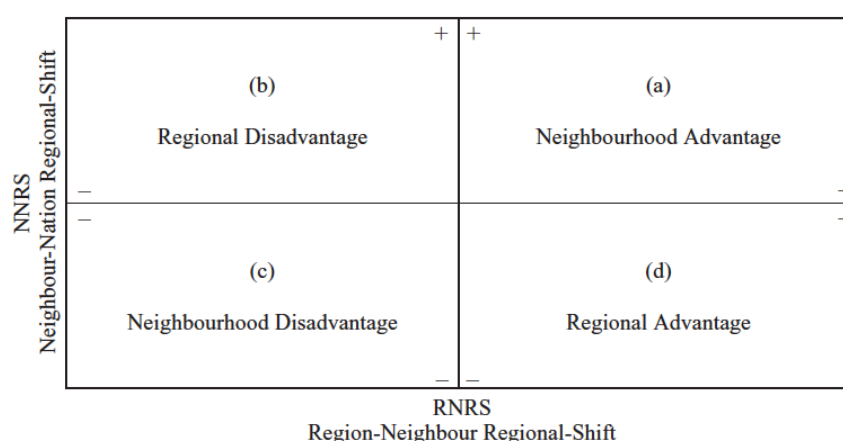 + +
(b) (a)
Regional Disadvantage Neighbourhood Advantage
NNRS
Neighbour-Nation Regional-Shift
−
−
(c) (d)
Neighbourhood Disadvantage Regional Advantage
− −
RNRS
Region-Neighbour Regional-Shift